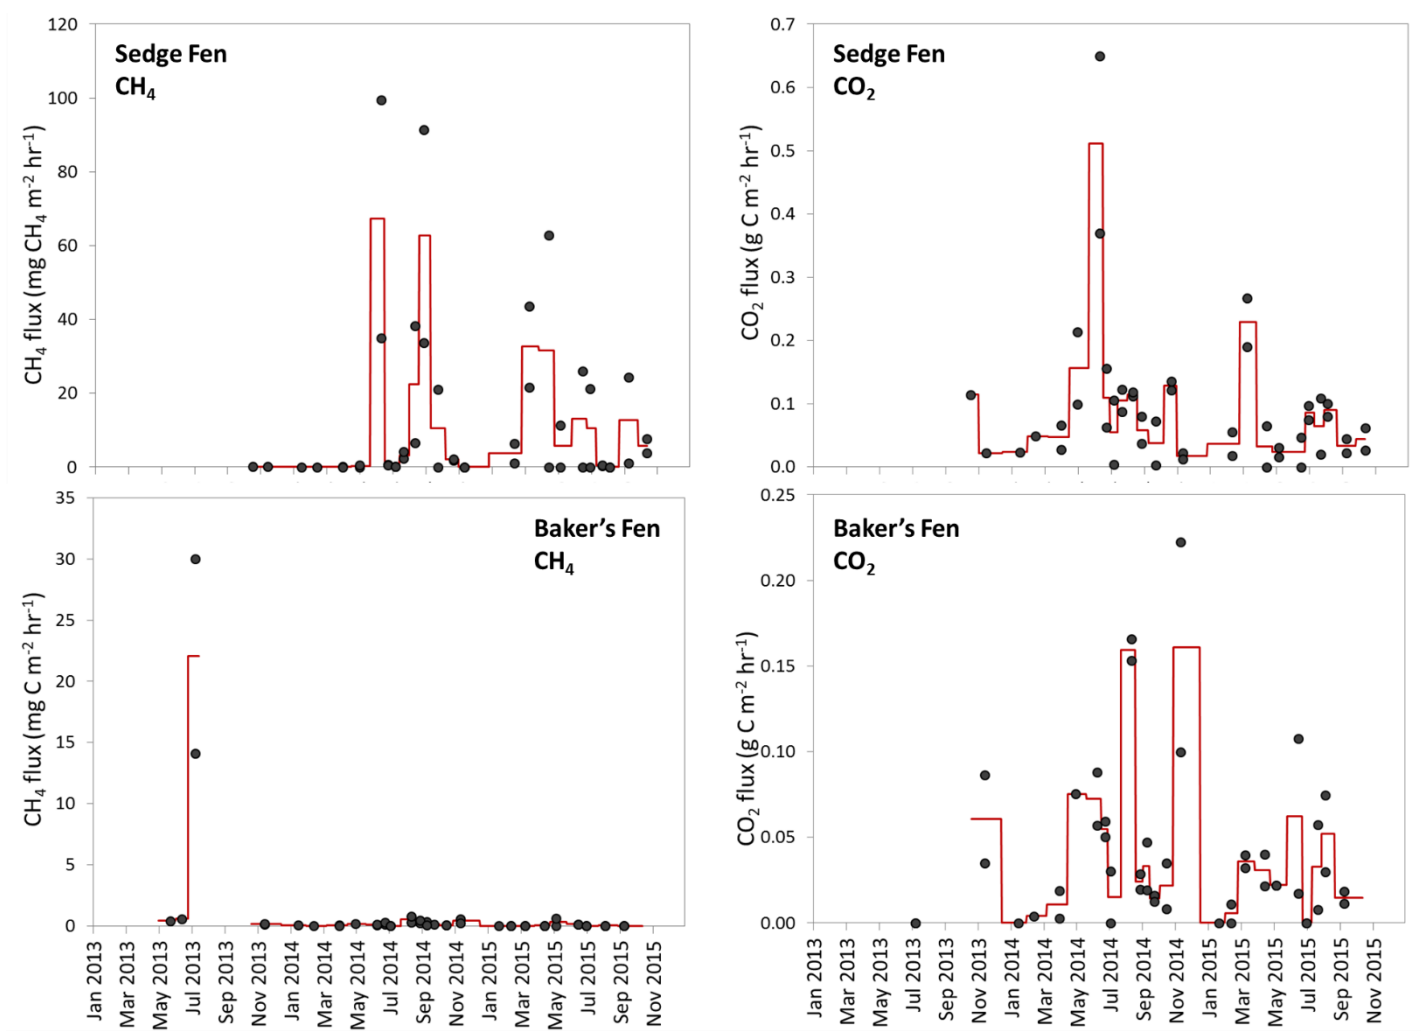 120
100
80
60
40
20
0
CH4 flux (mg CH4 m-2 hr-1)
Sedge Fen
CH4
0.7
0.6
0.5
0.4
0.3
0.2
0.1
0.0
CO2 flux (g C m-2 hr-1)
Sedge Fen
CO2
35
30
25
20
15
10
5
0
CH4 flux (mg C m-2 hr-1)
Baker’s Fen
CH4
Jan 2013
Mar 2013
May 2013
Jul 2013
Sep 2013
Nov 2013
Jan 2014
Mar 2014
May 2014
Jul 2014
Sep 2014
Nov 2014
Jan 2015
Mar 2015
May 2015
Jul 2015
Sep 2015
Nov 2015
0.25
0.20
0.15
0.10
0.05
0.00
CO2 flux (g C m-2 hr-1)
Baker’s Fen
CO2
Jan 2013
Mar 2013
May 2013
Jul 2013
Sep 2013
Nov 2013
Jan 2014
Mar 2014
May 2014
Jul 2014
Sep 2014
Nov 2014
Jan 2015
Mar 2015
May 2015
Jul 2015
Sep 2015
Nov 2015